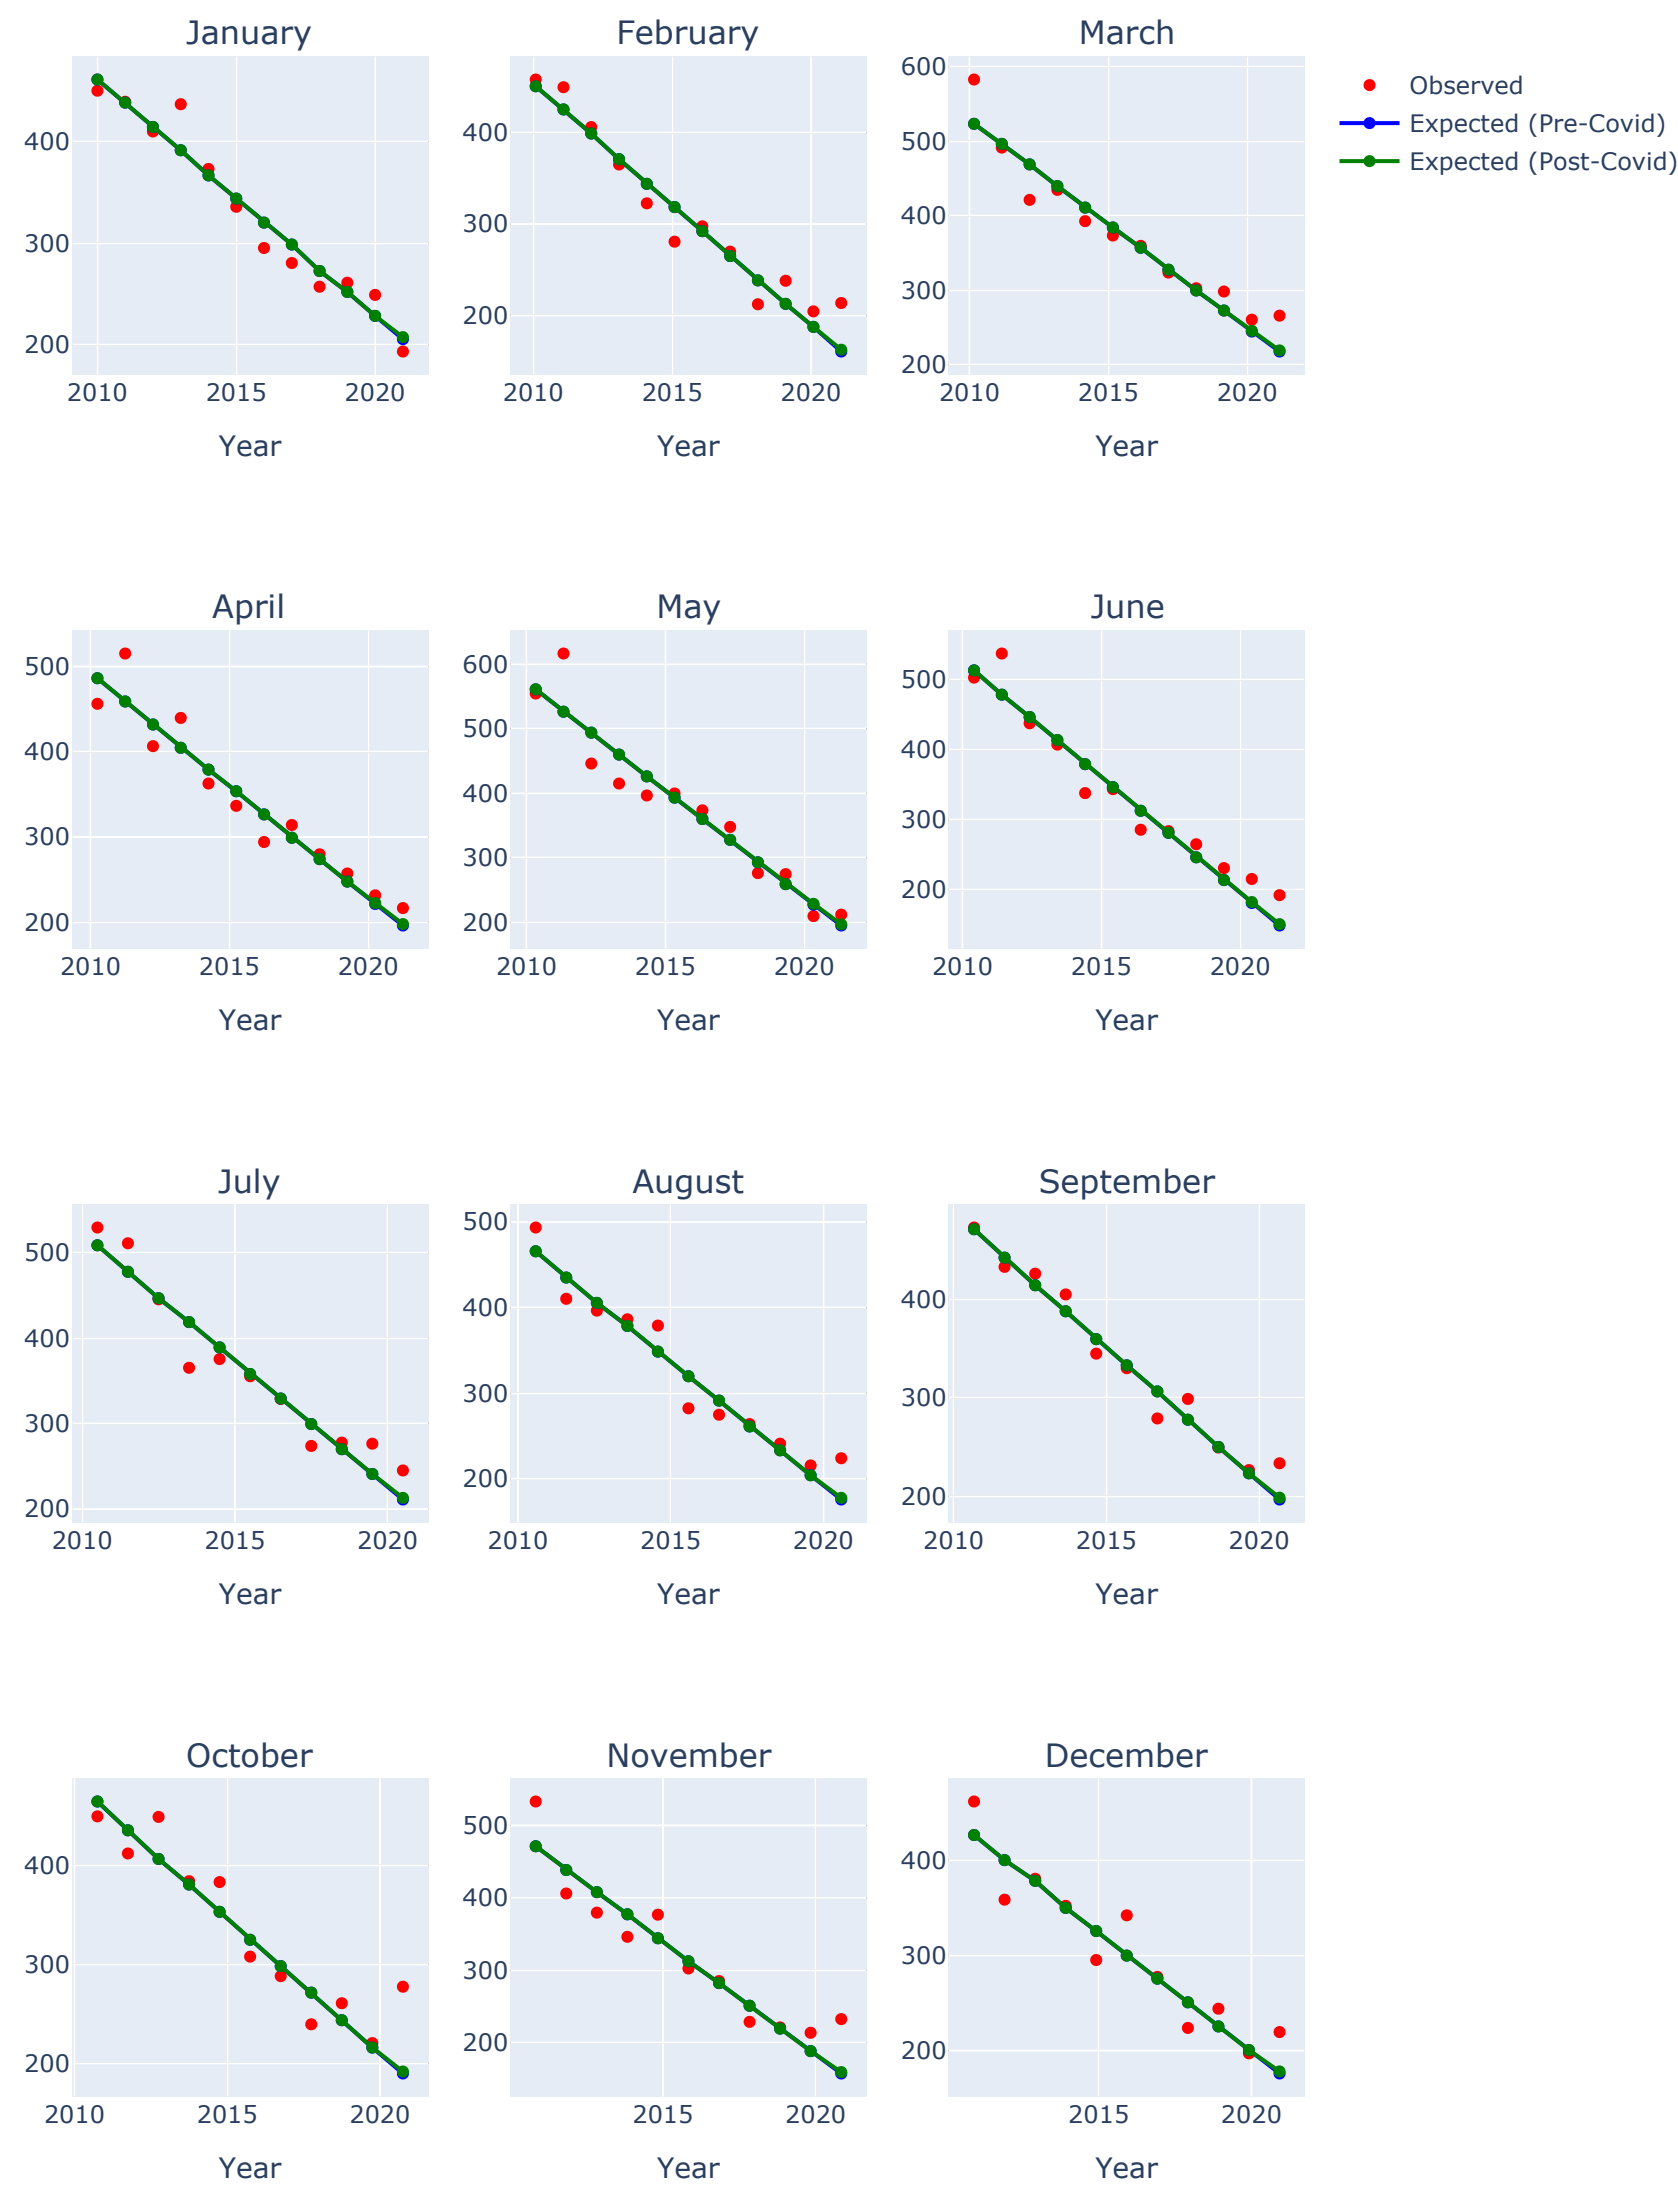 January
February
March
Observed
Expected (Pre-Covid)
Expected (Post-Covid)
400
300
200
2010
2015
2020
Year
400
300
200
2010
2015
2020
Year
600
500
400
300
200
2010
2015
2020
Year
April
May
June
500
400
300
200
2010
2015
2020
Year
600
500
400
300
200
2010
2015
2020
Year
500
400
300
200
2010
2015
2020
Year
July
August
September
500
400
300
200
2010
2015
2020
Year
500
400
300
200
2010
2015
2020
Year
400
300
200
2010
2015
2020
Year
October
November
December
400
300
200
2010
2015
2020
Year
500
400
300
200
2015
2020
Year
400
300
200
2015
2020
Year